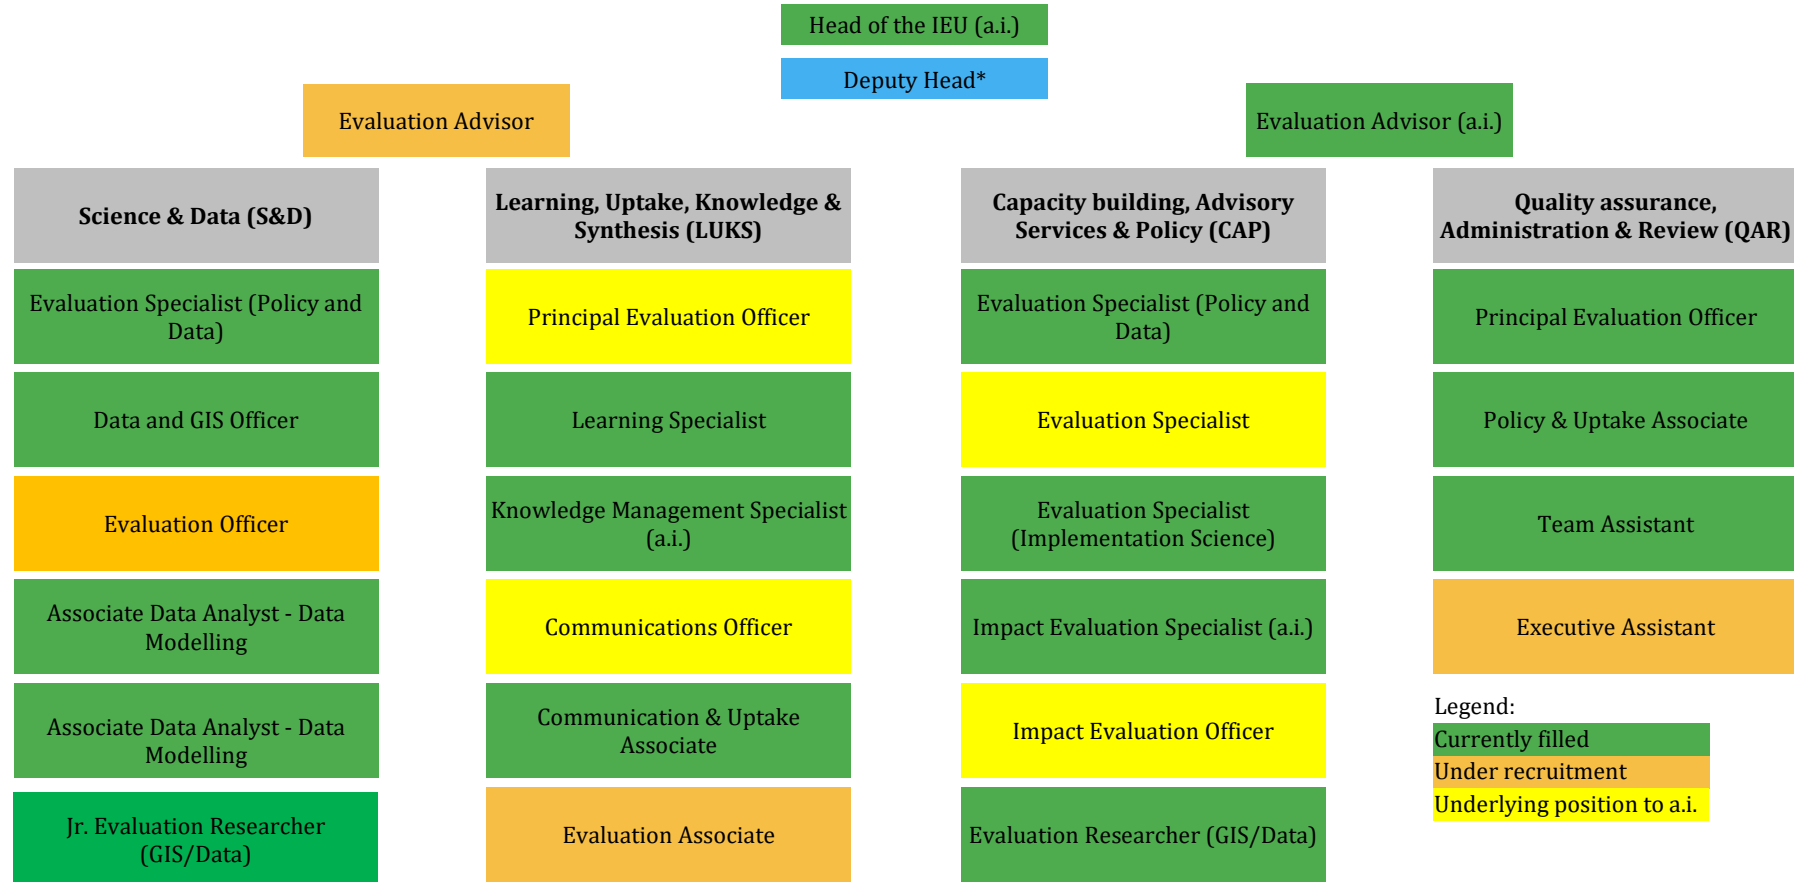 Head of the IEU (a.i.)
Deputy Head*
Evaluation Advisor
Evaluation Advisor (a.i.)
Science & Data (S&D)
Evaluation Specialist (Policy and
Data)
Data and GIS Officer
Evaluation Officer
Associate Data Analyst - Data
Modelling
Associate Data Analyst - Data
Modelling
Jr. Evaluation Researcher
(GIS/Data)
Learning, Uptake, Knowledge &
Synthesis (LUKS)
Principal Evaluation Officer
Learning Specialist
Knowledge Management Specialist
(a.i.)
Communications Officer
Communication & Uptake
Associate
Evaluation Associate
Capacity building, Advisory
Services & Policy (CAP)
Evaluation Specialist (Policy and
Data)
Evaluation Specialist
Evaluation Specialist
(Implementation Science)
Impact Evaluation Specialist (a.i.)
Impact Evaluation Officer
Evaluation Researcher (GIS/Data)
Quality assurance,
Administration & Review (QAR)
Principal Evaluation Officer
Policy & Uptake Associate
Team Assistant
Executive Assistant
Legend:
Currently filled
Under recruitment
Underlying position to a.i.